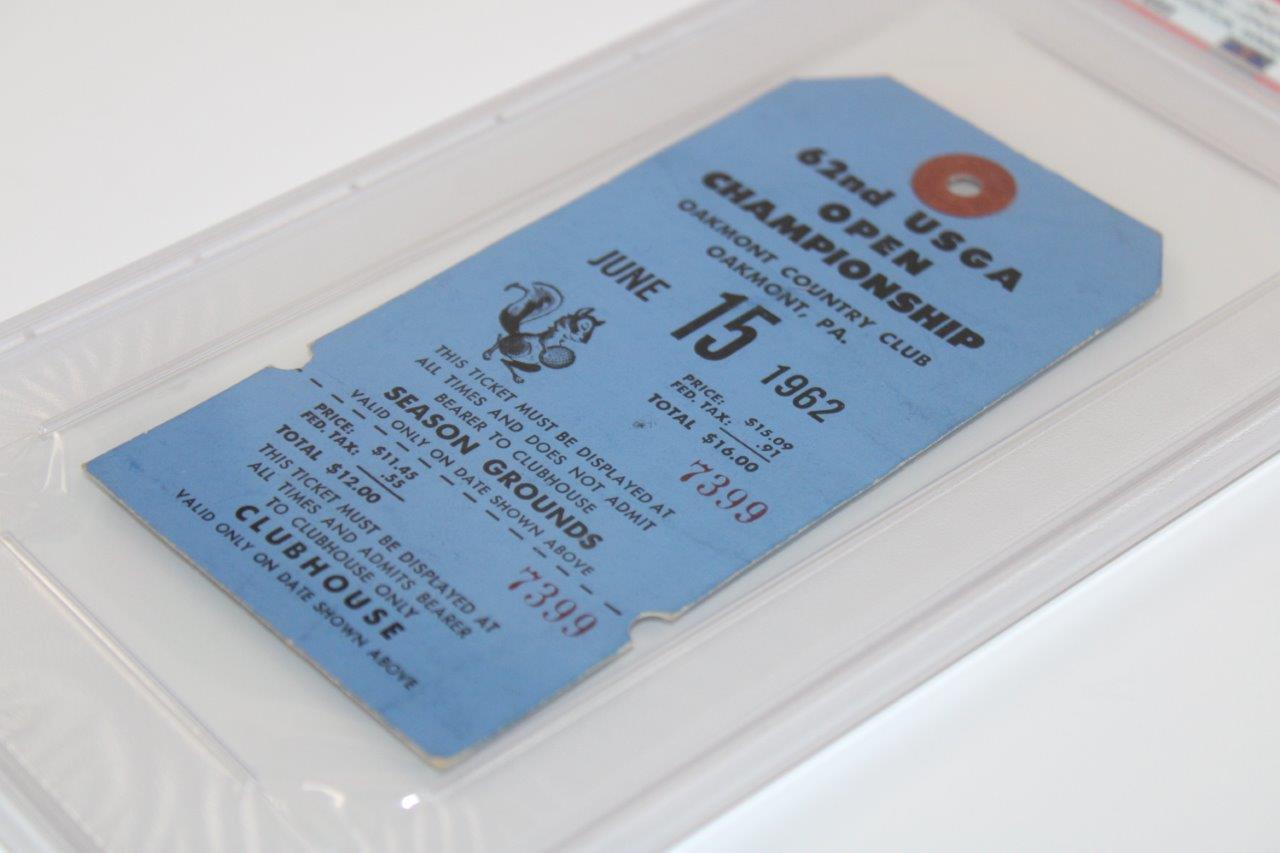 62nd USGA
OPEN
CHAMPIONSHIP
OAKMONT COUNTRY CLUB
OAKMONT, PA.
JUNE 15 1962
PRICE: $15.09
FED. TAX: .91
TOTAL $16.00
7399
THIS TICKET MUST BE DISPLAYED AT
ALL TIMES AND DOES NOT ADMIT
BEARER TO CLUBHOUSE
SEASON GROUNDS
VALID ONLY ON DATE SHOWN ABOVE
PRICE: $11.45
FED. TAX: .55
TOTAL $12.00
7399
THIS TICKET MUST BE DISPLAYED AT
ALL TIMES AND ADMITS BEARER
TO CLUBHOUSE ONLY
CLUBHOUSE
VALID ONLY ON DATE SHOWN ABOVE